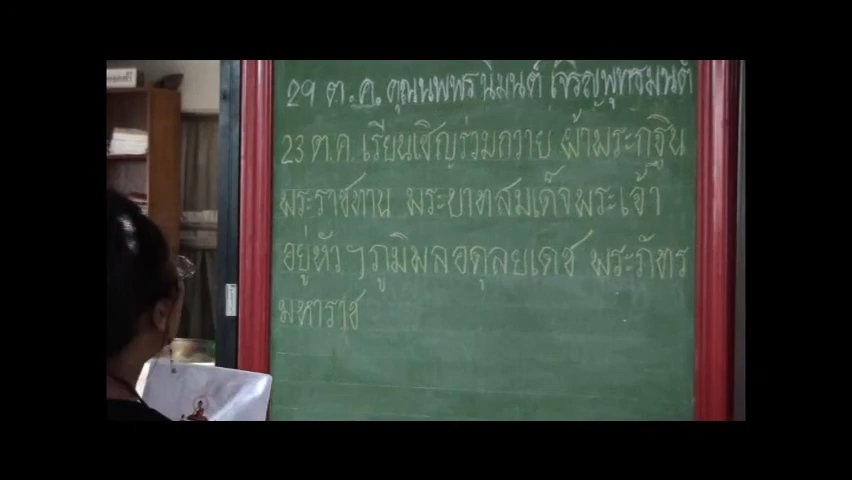 29 ต.ค. คุณนพพร นิมนต์ เจริญพุทธมนต์
23 ต.ค. เรียนเชิญร่วมถวาย ผ้าพระกฐิน
พระราชทาน พระบาทสมเด็จพระเจ้า
อยู่หัว ฯ ภูมิพลอดุลยเดช พระภัทร
มหาราช